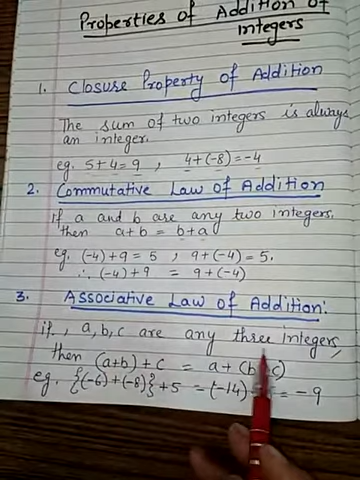 Properties of Addition of
Integers
1. Closure Property of Addition
The sum of two integers is always
an integer.
eg. 5+4=9 , 4+(-8)=-4
2. Commutative Law of Addition
if a and b are any two integers,
then a+b = b+a
eg. (-4)+9 = 5 , 9+(-4)=5.
∴ (-4)+9 = 9+(-4)
3. Associative Law of Addition:
if, a,b,c are any three integers,
then (a+b)+c = a+(b c)
eg. {(-6)+(-8)}+5 = (-14) = -9